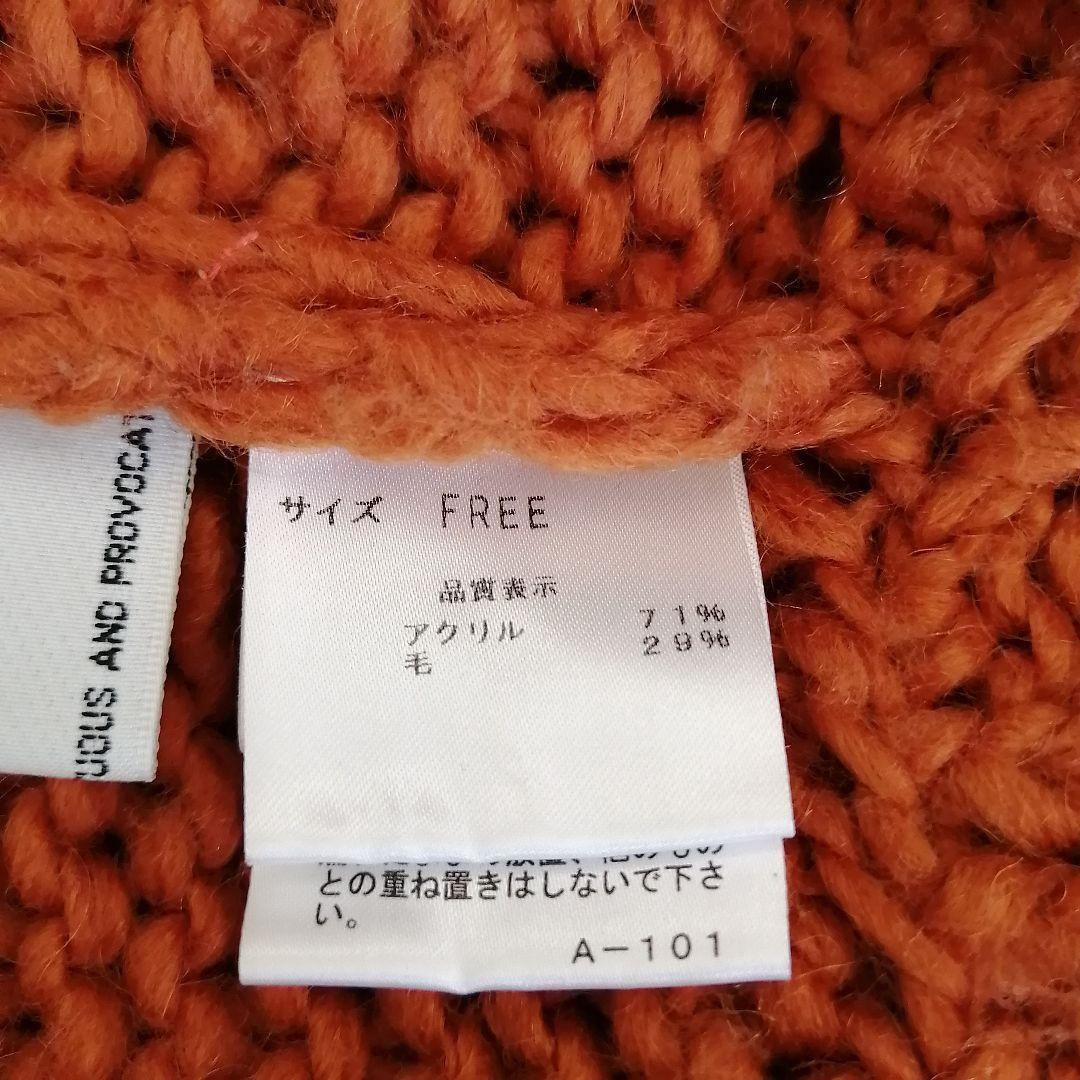 UOUS AND PROVOCAT
サイズ FREE
品質表示
アクリル 71%
毛 29%
との重ね置きはしないで下さ
い。
A-101